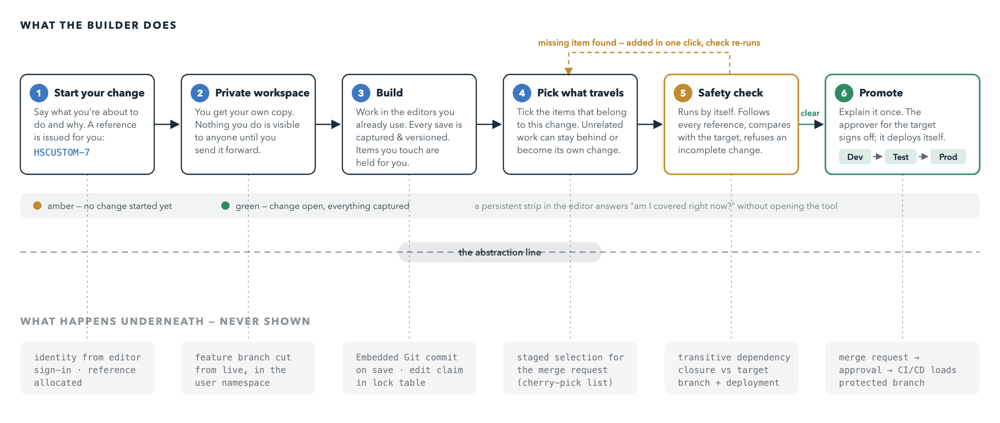 WHAT THE BUILDER DOES
missing item found — added in one click, check re-runs
1 Start your change
Say what you're about to
do and why. A reference
is issued for you:
HSCUSTOM–7
2 Private workspace
You get your own copy.
Nothing you do is visible
to anyone until you
send it forward.
3 Build
Work in the editors you
already use. Every save is
captured & versioned.
Items you touch are
held for you.
4 Pick what travels
Tick the items that belong
to this change. Unrelated
work can stay behind or
become its own change.
5 Safety check
Runs by itself. Follows
every reference, compares
with the target, refuses an
incomplete change.
clear
6 Promote
Explain it once. The
approver for the target
signs off; it deploys itself.
Dev Test Prod
amber — no change started yet
green — change open, everything captured
a persistent strip in the editor answers "am I covered right now?" without opening the tool
the abstraction line
WHAT HAPPENS UNDERNEATH — NEVER SHOWN
identity from editor
sign–in · reference
allocated
feature branch cut
from live, in the
user namespace
Embedded Git commit
on save · edit claim
in lock table
staged selection for
the merge request
(cherry–pick list)
transitive dependency
closure vs target
branch + deployment
merge request →
approval → CI/CD loads
protected branch